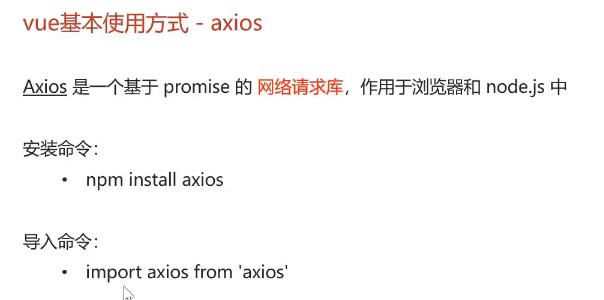 vue基本使用方式 - axios
Axios 是一个基于 promise 的 网络请求库，作用于浏览器和 node.js 中
安装命令：
• npm install axios
导入命令：
• import axios from 'axios'